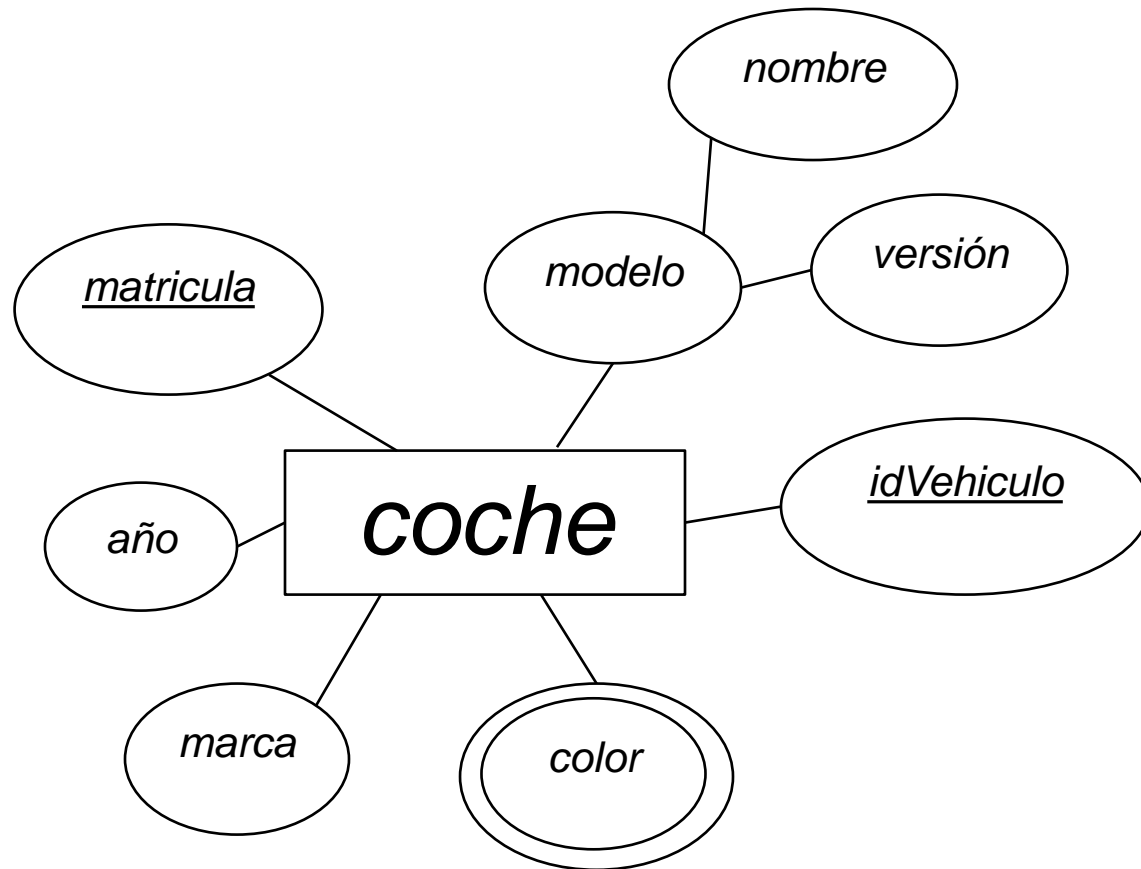 nombre
versión
modelo
matricula
idVehiculo
coche
año
marca
color